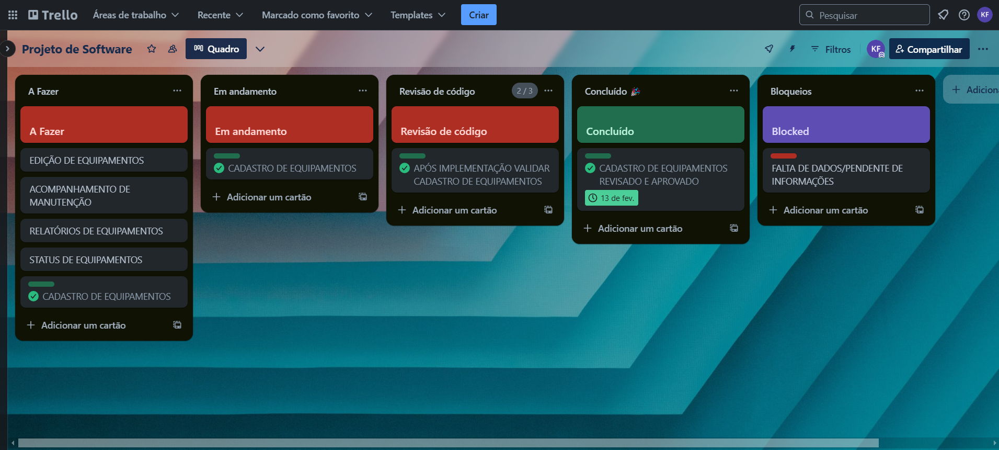 Trello
Áreas de trabalho
Recente
Marcado como favorito
Templates
Criar
Pesquisar
KF
Projeto de Software
Quadro
Filtros
KF
Compartilhar
A Fazer
A Fazer
EDIÇÃO DE EQUIPAMENTOS
ACOMPANHAMENTO DE
MANUTENÇÃO
RELATÓRIOS DE EQUIPAMENTOS
STATUS DE EQUIPAMENTOS
CADASTRO DE EQUIPAMENTOS
Adicionar um cartão
Em andamento
Em andamento
CADASTRO DE EQUIPAMENTOS
Adicionar um cartão
Revisão de código
2 / 3
Revisão de código
APÓS IMPLEMENTAÇÃO VALIDAR
CADASTRO DE EQUIPAMENTOS
Adicionar um cartão
Concluído 🎉
Concluído
CADASTRO DE EQUIPAMENTOS
REVISADO E APROVADO
13 de fev.
Adicionar um cartão
Bloqueios
Blocked
FALTA DE DADOS/PENDENTE DE
INFORMAÇÕES
Adicionar um cartão
Adicion